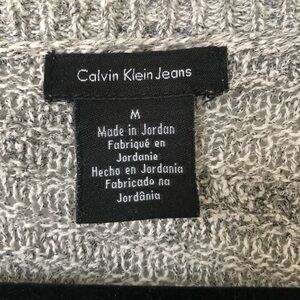 Calvin Klein Jeans
M
Made in Jordan
Fabriqué en
Jordanie
Hecho en Jordania
Fabricado na
Jordânia